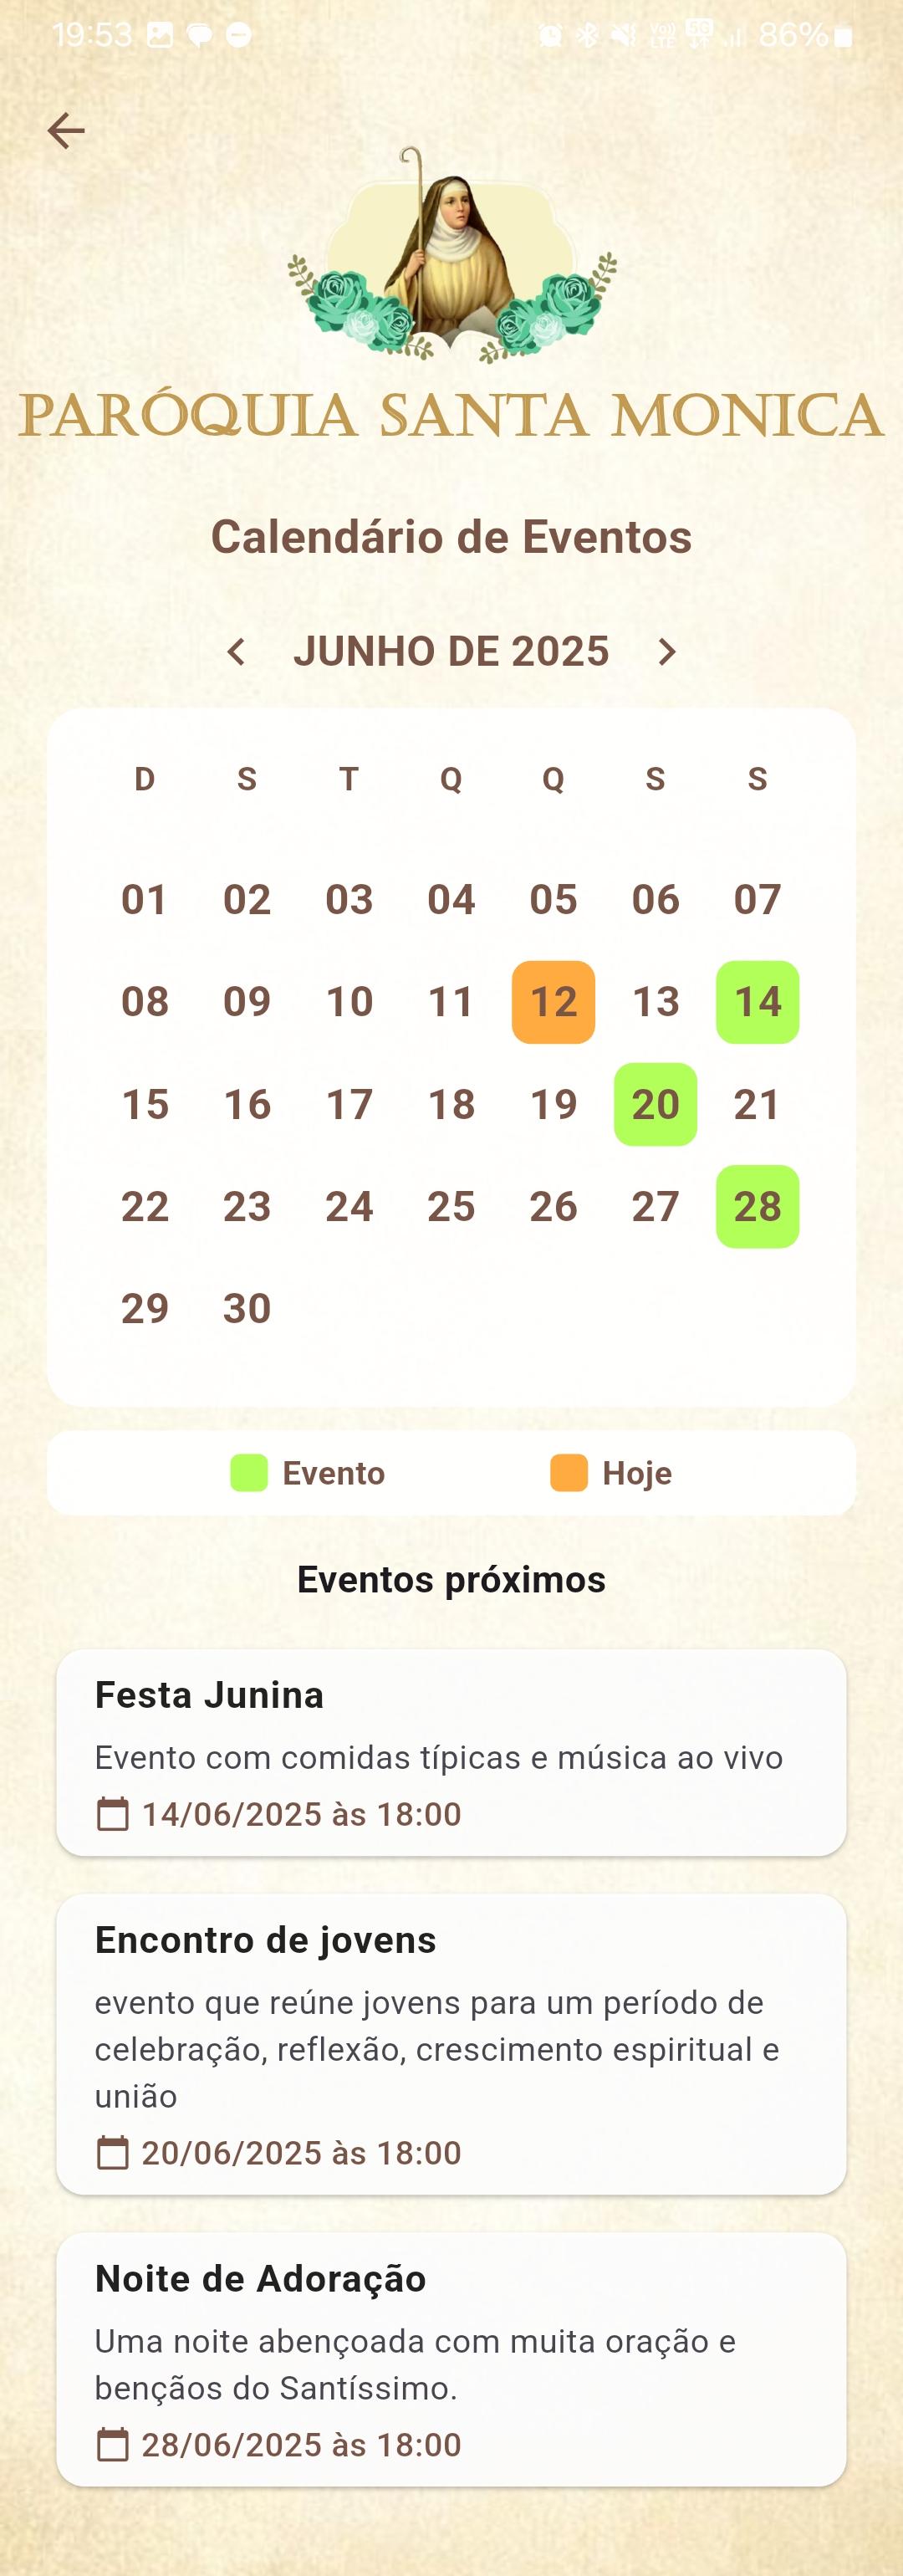 19:53 Vo)) LTE 5G 86%
PARÓQUIA SANTA MONICA
Calendário de Eventos
JUNHO DE 2025
D S T Q Q S S
01 02 03 04 05 06 07
08 09 10 11 12 13 14
15 16 17 18 19 20 21
22 23 24 25 26 27 28
29 30
Evento Hoje
Eventos próximos
Festa Junina
Evento com comidas típicas e música ao vivo
14/06/2025 às 18:00
Encontro de jovens
evento que reúne jovens para um período de
celebração, reflexão, crescimento espiritual e
união
20/06/2025 às 18:00
Noite de Adoração
Uma noite abençoada com muita oração e
bençãos do Santíssimo.
28/06/2025 às 18:00